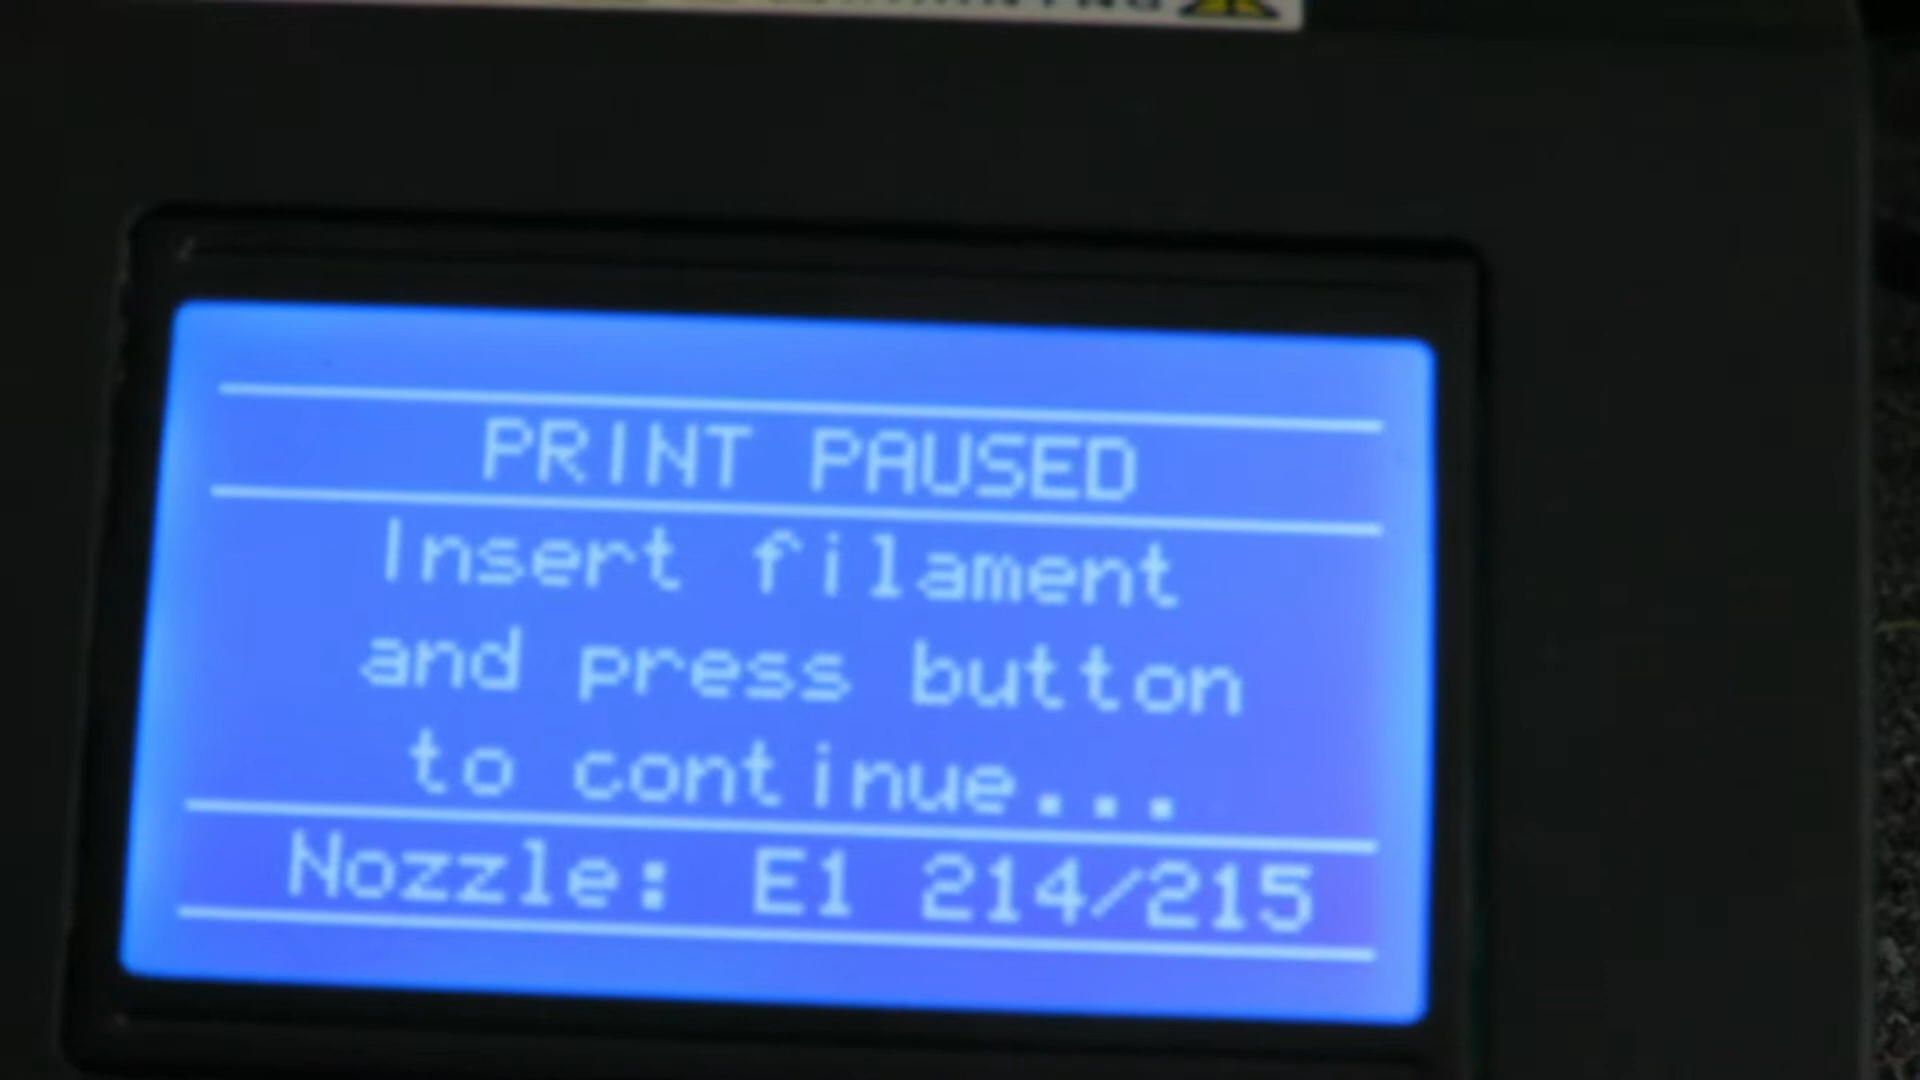 PRINT PAUSED
Insert filament
and press button
to continue...
Nozzle: E1 214/215